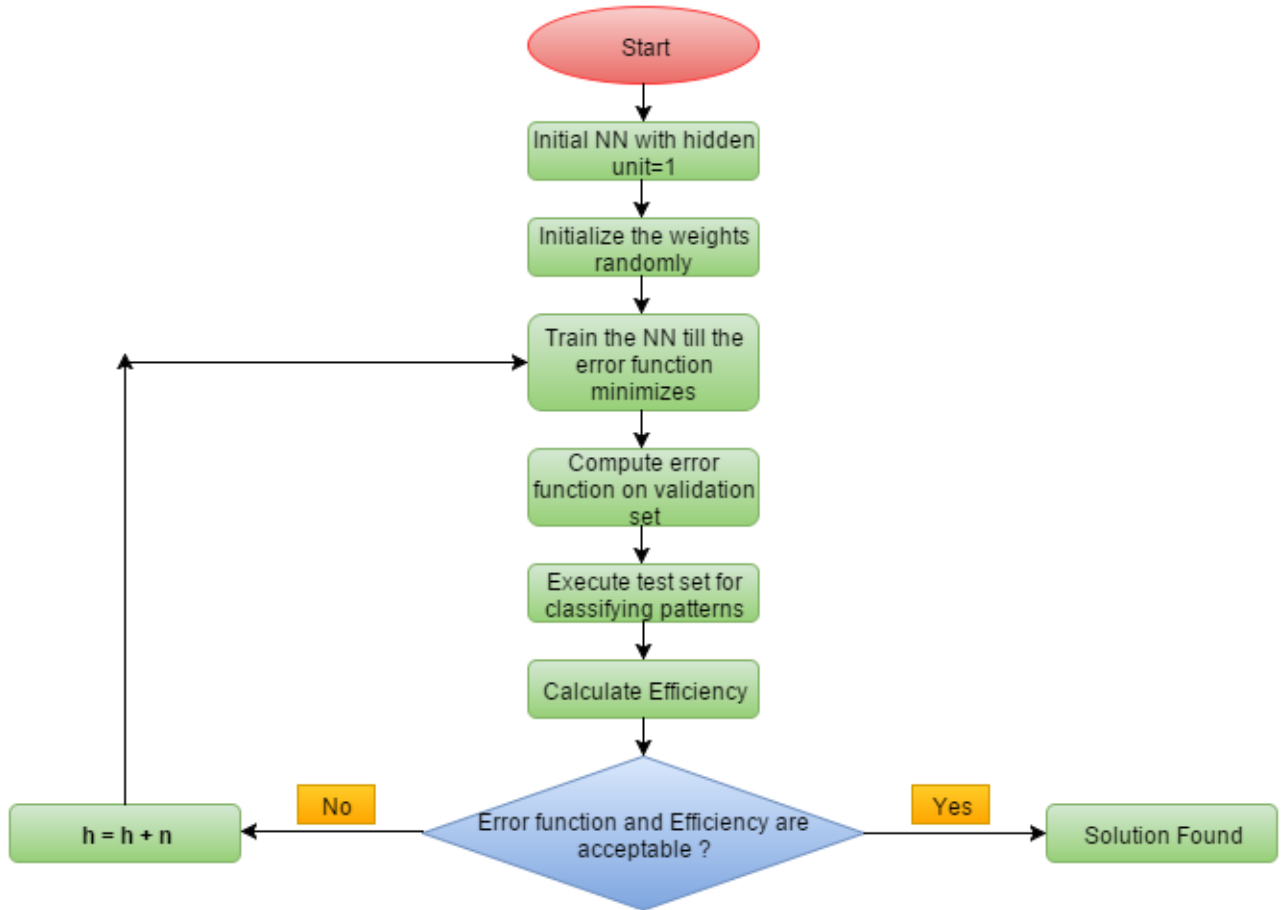 Start
Initial NN with hidden
unit=1
Initialize the weights
randomly
Train the NN till the
error function
minimizes
Compute error
function on validation
set
Execute test set for
classifying patterns
Calculate Efficiency
Error function and Efficiency are
acceptable ?
No
h = h + n
Yes
Solution Found